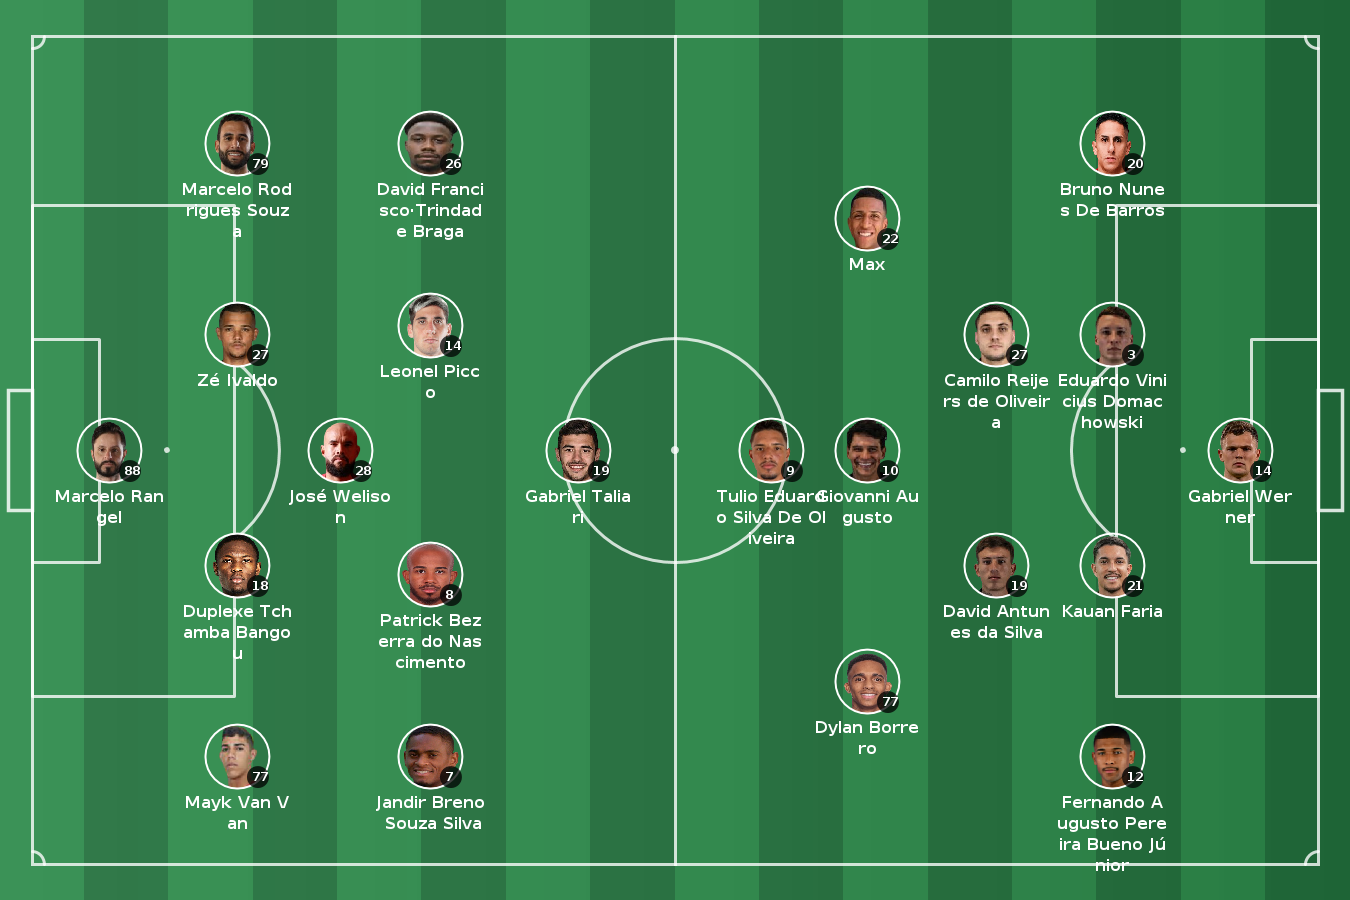 79
Marcelo Rod
rigues Souz
a
26
David Franci
sco Trindad
e Braga
20
Bruno Nune
s De Barros
22
Max
27
Zé Ivaldo
14
Leonel Picc
o
27
Camilo Reije
rs de Oliveir
a
3
Eduardo Vini
cius Domac
howski
88
Marcelo Ran
gel
28
José Weliso
n
19
Gabriel Talia
ri
9
Tulio Eduard
o Silva De Ol
iveira
10
Giovanni Au
gusto
14
Gabriel Wer
ner
18
Duplexe Tch
amba Bango
u
8
Patrick Bez
erra do Nas
cimento
19
David Antun
es da Silva
21
Kauan Faria
77
Dylan Borre
ro
77
Mayk Van V
an
7
Jandir Breno
Souza Silva
12
Fernando A
ugusto Pere
ira Bueno Jú
nior